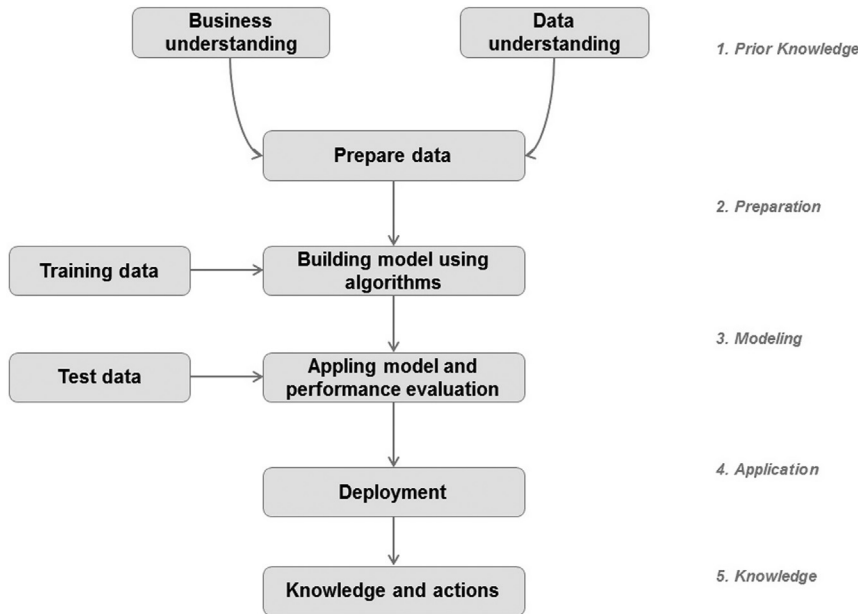 Business
understanding
Data
understanding
1. Prior Knowledge
Prepare data
2. Preparation
Training data
Building model using
algorithms
3. Modeling
Test data
Appling model and
performance evaluation
4. Application
Deployment
5. Knowledge
Knowledge and actions